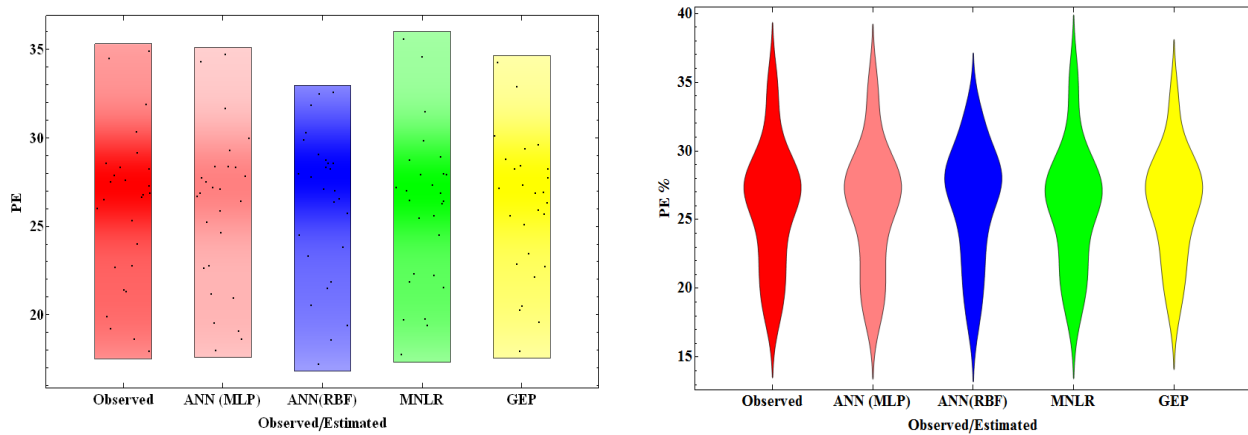 PE
35
30
25
20
Observed
ANN (MLP)
ANN(RBF)
MNLR
GEP
Observed/Estimated
PE %
40
35
30
25
20
15
Observed
ANN (MLP)
ANN(RBF)
MNLR
GEP
Observed/Estimated